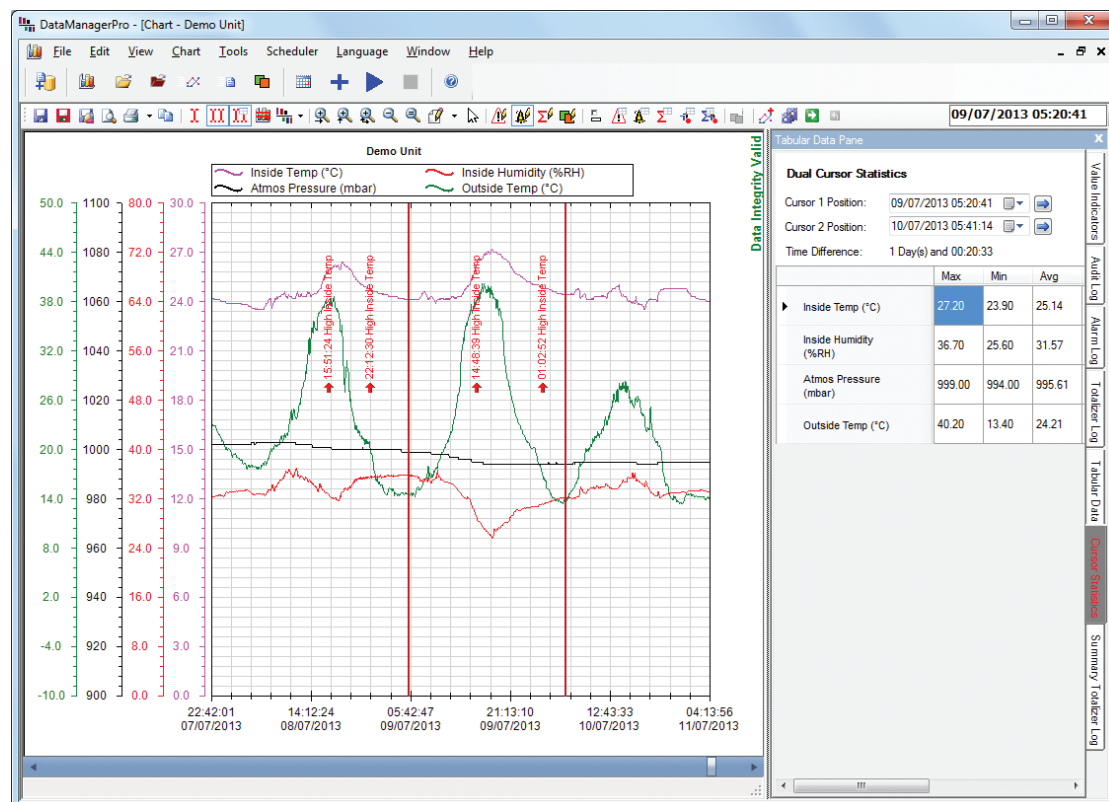 DataManagerPro - [Chart - Demo Unit]
File Edit View Chart Tools Scheduler Language Window Help
09/07/2013 05:20:41
Demo Unit
Inside Temp (°C) Inside Humidity (%RH)
Atmos Pressure (mbar) Outside Temp (°C)
Data Integrity Valid
50.0 1100 80.0 30.0
44.0 1080 72.0 27.0
38.0 1060 64.0 24.0
32.0 1040 56.0 21.0
26.0 1020 48.0 18.0
20.0 1000 40.0 15.0
14.0 980 32.0 12.0
8.0 960 24.0 9.0
2.0 940 16.0 6.0
-4.0 920 8.0 3.0
-10.0 900 0.0 0.0
15:51:24 High Inside Temp
22:12:30 High Inside Temp
14:48:39 High Inside Temp
01:02:52 High Inside Temp
22:42:01 14:12:24 05:42:47 21:13:10 12:43:33 04:13:56
07/07/2013 08/07/2013 09/07/2013 09/07/2013 10/07/2013 11/07/2013
Tabular Data Pane
Dual Cursor Statistics
Cursor 1 Position: 09/07/2013 05:20:41
Cursor 2 Position: 10/07/2013 05:41:14
Time Difference: 1 Day(s) and 00:20:33
Max Min Avg
Inside Temp (°C) 27.20 23.90 25.14
Inside Humidity
(%RH) 36.70 25.60 31.57
Atmos Pressure
(mbar) 999.00 994.00 995.61
Outside Temp (°C) 40.20 13.40 24.21
Value Indicators
Audit Log
Alarm Log
Totalizer Log
Tabular Data
Cursor Statistics
Summary Totalizer Log